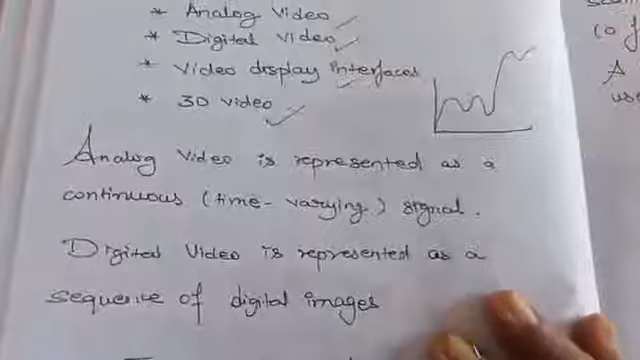 * Analog Video
* Digital Video
* Video display interfaces
* 3D video
Analog Video is represented as a
continuous (time-varying) signal.
Digital Video is represented as a
sequence of digital images
A